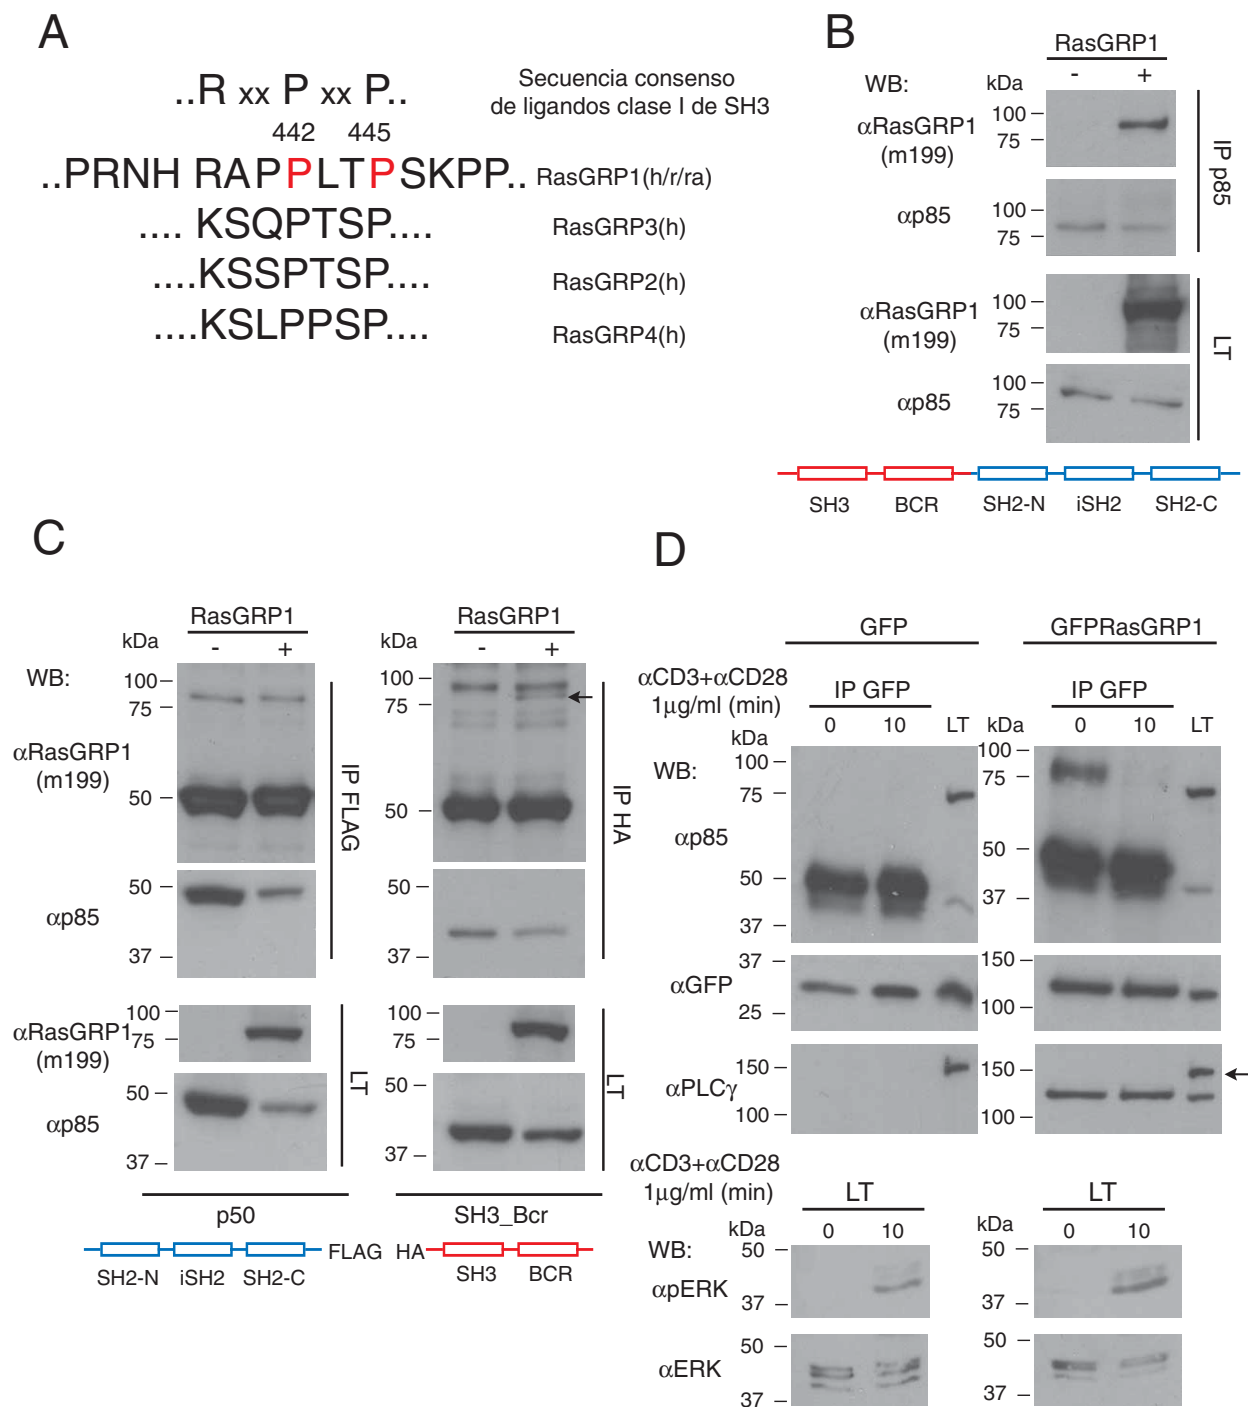 A
..R xx P xx P..
Secuencia consenso
de ligandos clase I de SH3
442 445
..PRNH RAPPLTPSKPP.. RasGRP1(h/r/ra)
.... KSQPTSP.... RasGRP3(h)
....KSSPTSP.... RasGRP2(h)
....KSLPPSP.... RasGRP4(h)
B
RasGRP1
WB: kDa - +
αRasGRP1
(m199)
100
75
αp85
100
75
IP p85
αRasGRP1
(m199)
100
75
αp85
100
75
LT
SH3 BCR SH2-N iSH2 SH2-C
C
RasGRP1
kDa - +
WB:
αRasGRP1
(m199)
100
75
50
αp85
50
37
IP FLAG
αRasGRP1
(m199)
100
75
αp85
50
37
LT
p50
SH2-N iSH2 SH2-C FLAG
RasGRP1
kDa - +
100
75
50
50
37
IP HA
100
75
50
37
LT
SH3_Bcr
HA SH3 BCR
D
GFP GFPRasGRP1
αCD3+αCD28
1μg/ml (min)
IP GFP IP GFP
0 10 LT 0 10 LT
kDa kDa
WB:
αp85
100
75
50
37
100
75
50
37
αGFP
37
25
150
100
αPLCγ
150
100
150
100
αCD3+αCD28
1μg/ml (min)
LT LT
kDa 0 10 kDa 0 10
WB:
αpERK
50
37
50
37
αERK
50
37
50
37